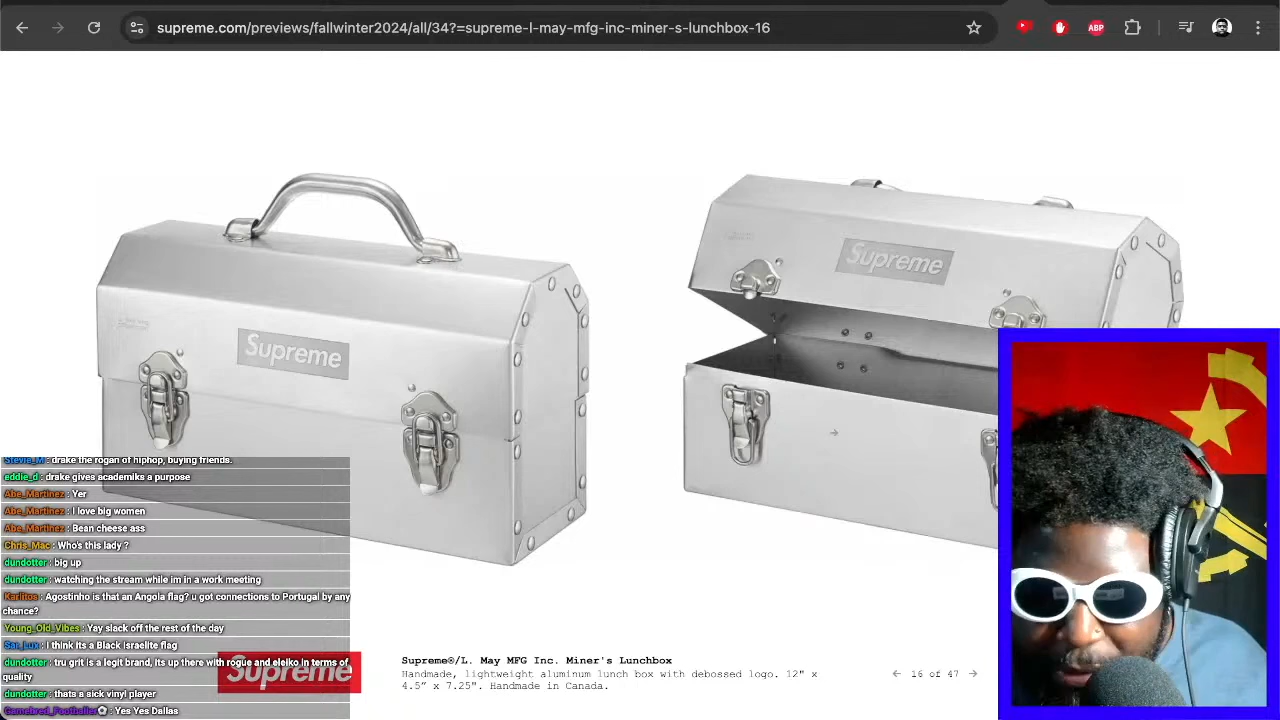 supreme.com/previews/fallwinter2024/all/34?=supreme-l-may-mfg-inc-miner-s-lunchbox-16
ABP
Supreme
Supreme
Stevie_M : drake the rogan of hiphop, buying friends.
eddie_d : drake gives academiks a purpose
Abe_Martinez : Yer
Abe_Martinez : I love big women
Abe_Martinez : Bean cheese ass
Chris_Mac : Who's this lady ?
dundotter : big up
dundotter : watching the stream while im in a work meeting
Karlitos : Agostinho is that an Angola flag? u got connections to Portugal by any
chance?
Young_Old_Vibes : Yay slack off the rest of the day
: I think its a Black Israelite flag
dundotter : tru grit is a legit brand, its up there with rogue and eleiko in terms of
quality
dundotter : thats a sick vinyl player
Gamebred_Footballer⚽ : Yes Yes Dallas
Supreme
Supreme®/L. May MFG Inc. Miner's Lunchbox
Handmade, lightweight aluminum lunch box with debossed logo. 12" x
4.5" x 7.25". Handmade in Canada.
← 16 of 47 →